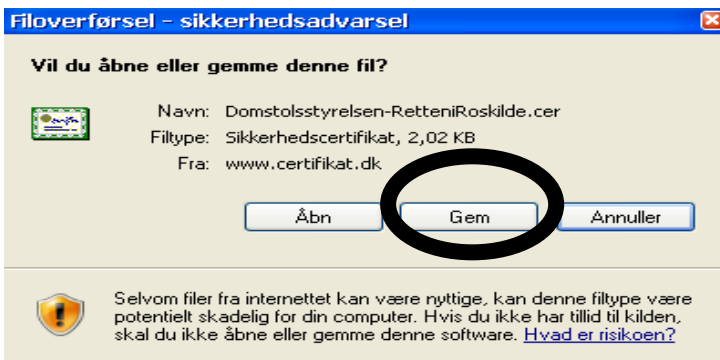 Filoverførsel - sikkerhedsadvarsel
Vil du åbne eller gemme denne fil?
Navn: Domstolsstyrelsen-RetteniRoskilde.cer
Filtype: Sikkerhedscertifikat, 2,02 KB
Fra: www.certifikat.dk
Åbn Gem Annuller
Selvom filer fra internettet kan være nyttige, kan denne filtype være
potentielt skadelig for din computer. Hvis du ikke har tillid til kilden,
skal du ikke åbne eller gemme denne software. Hvad er risikoen?